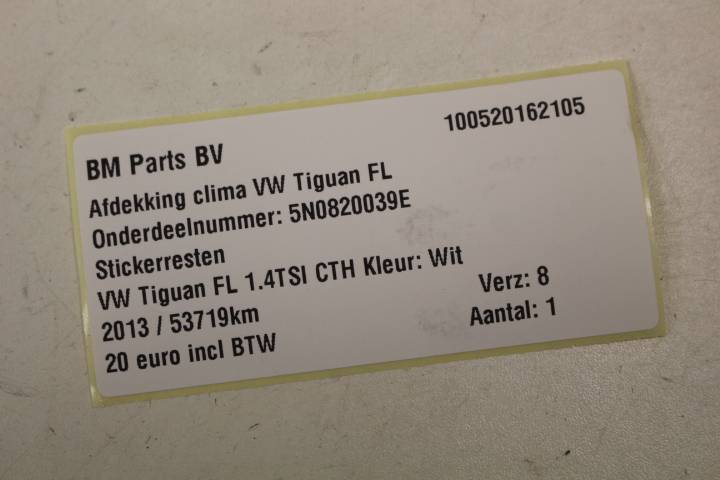 BM Parts BV 100520162105
Afdekking clima VW Tiguan FL
Onderdeelnummer: 5N0820039E
Stickerresten
VW Tiguan FL 1.4TSI CTH Kleur: Wit
2013 / 53719km Verz: 8
20 euro incl BTW Aantal: 1